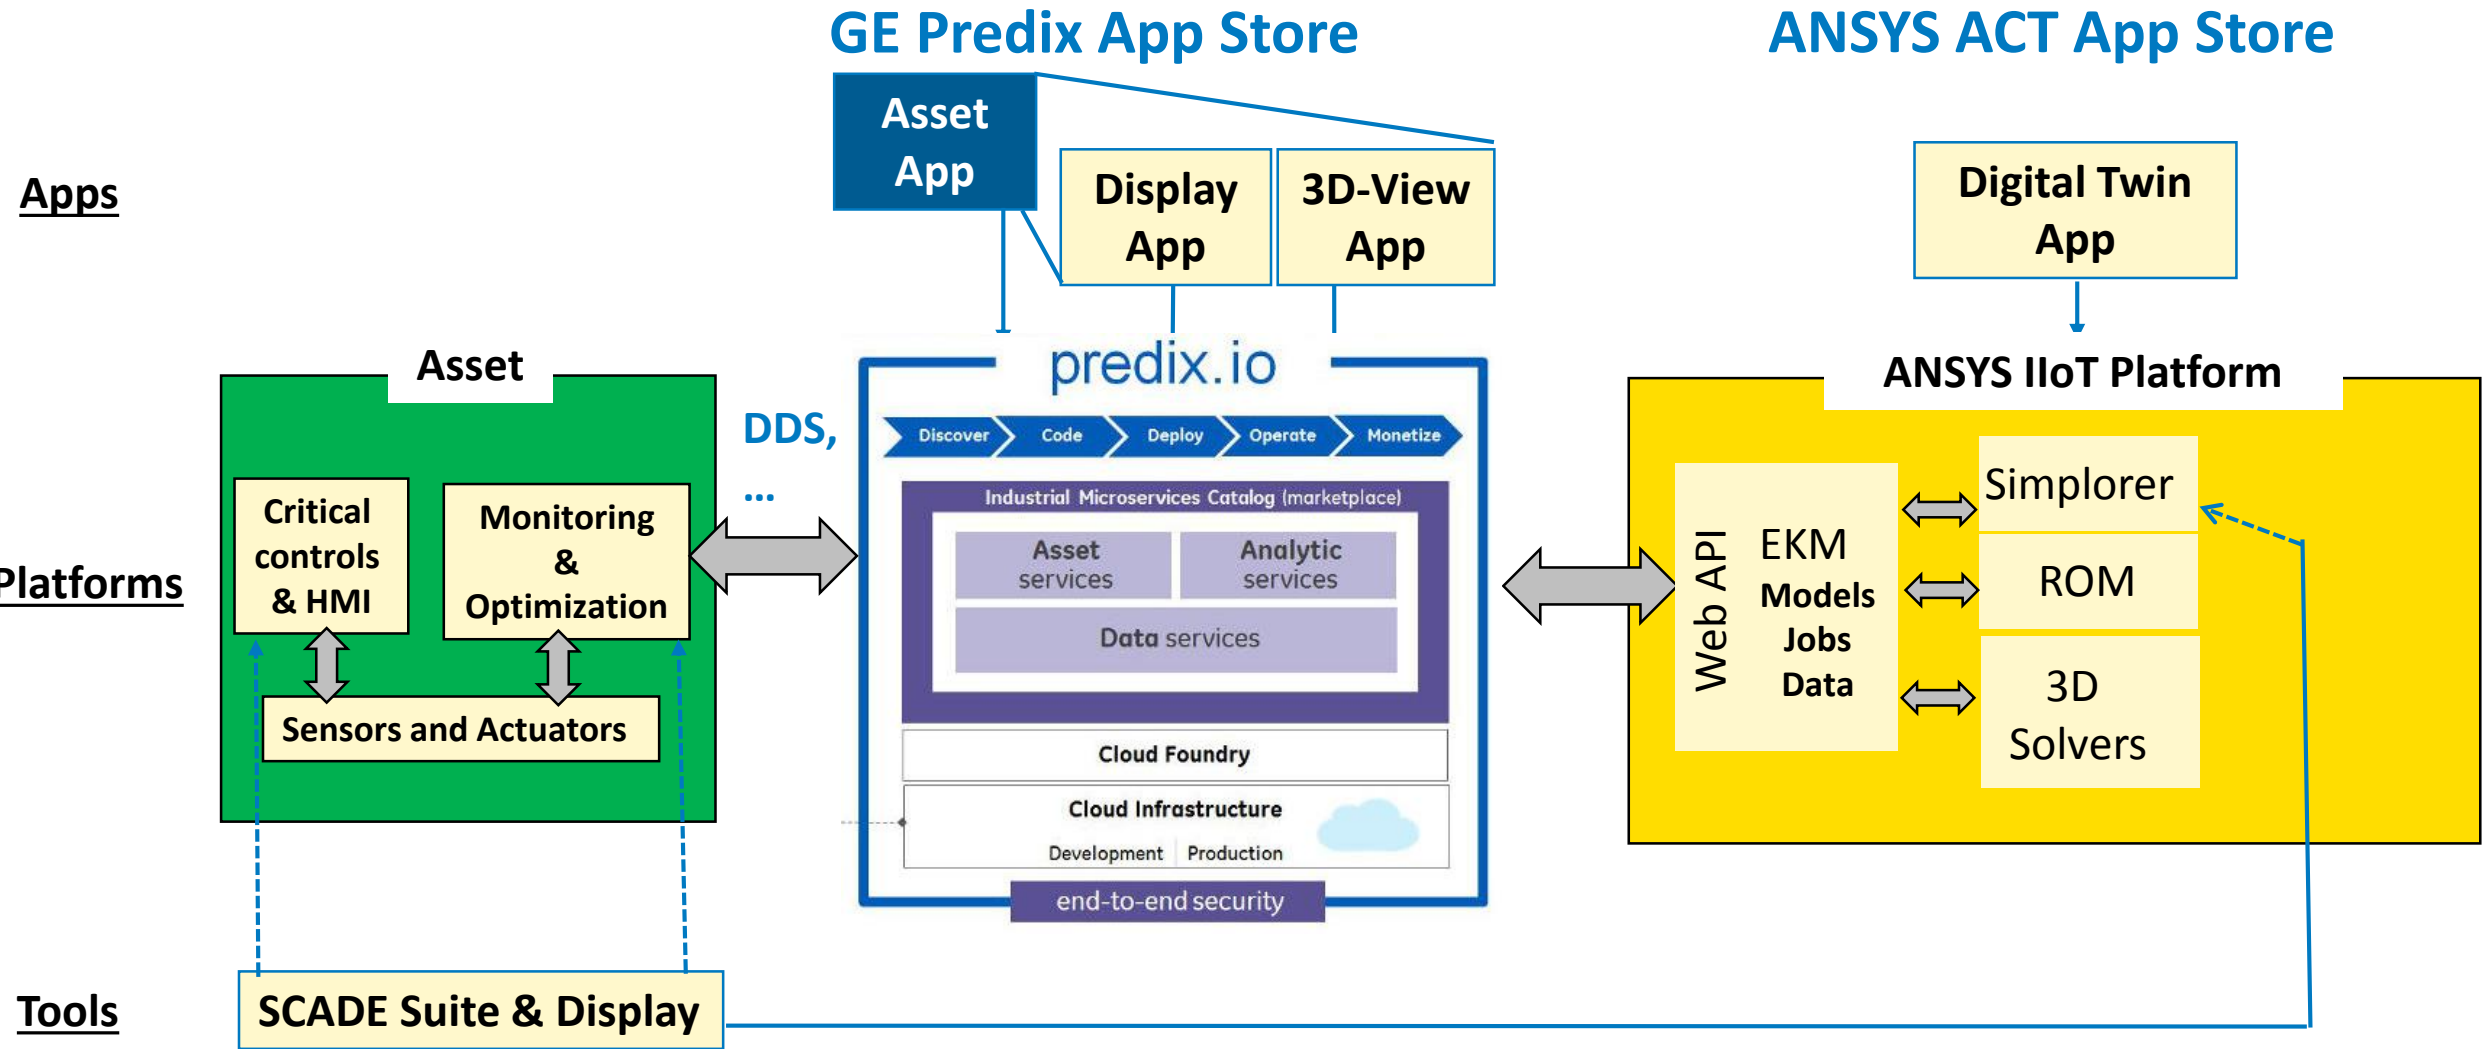 GE Predix App Store
ANSYS ACT App Store
Apps
Asset
App
Display
App
3D-View
App
Digital Twin
App
Platforms
Asset
Critical
controls
& HMI
Monitoring
&
Optimization
Sensors and Actuators
DDS,
...
predix.io
Discover
Code
Deploy
Operate
Monetize
Industrial Microservices Catalog (marketplace)
Asset
services
Analytic
services
Data services
Cloud Foundry
Cloud Infrastructure
Development
Production
end-to-end security
ANSYS IIoT Platform
Web API
EKM
Models
Jobs
Data
Simplorer
ROM
3D
Solvers
Tools
SCADE Suite & Display